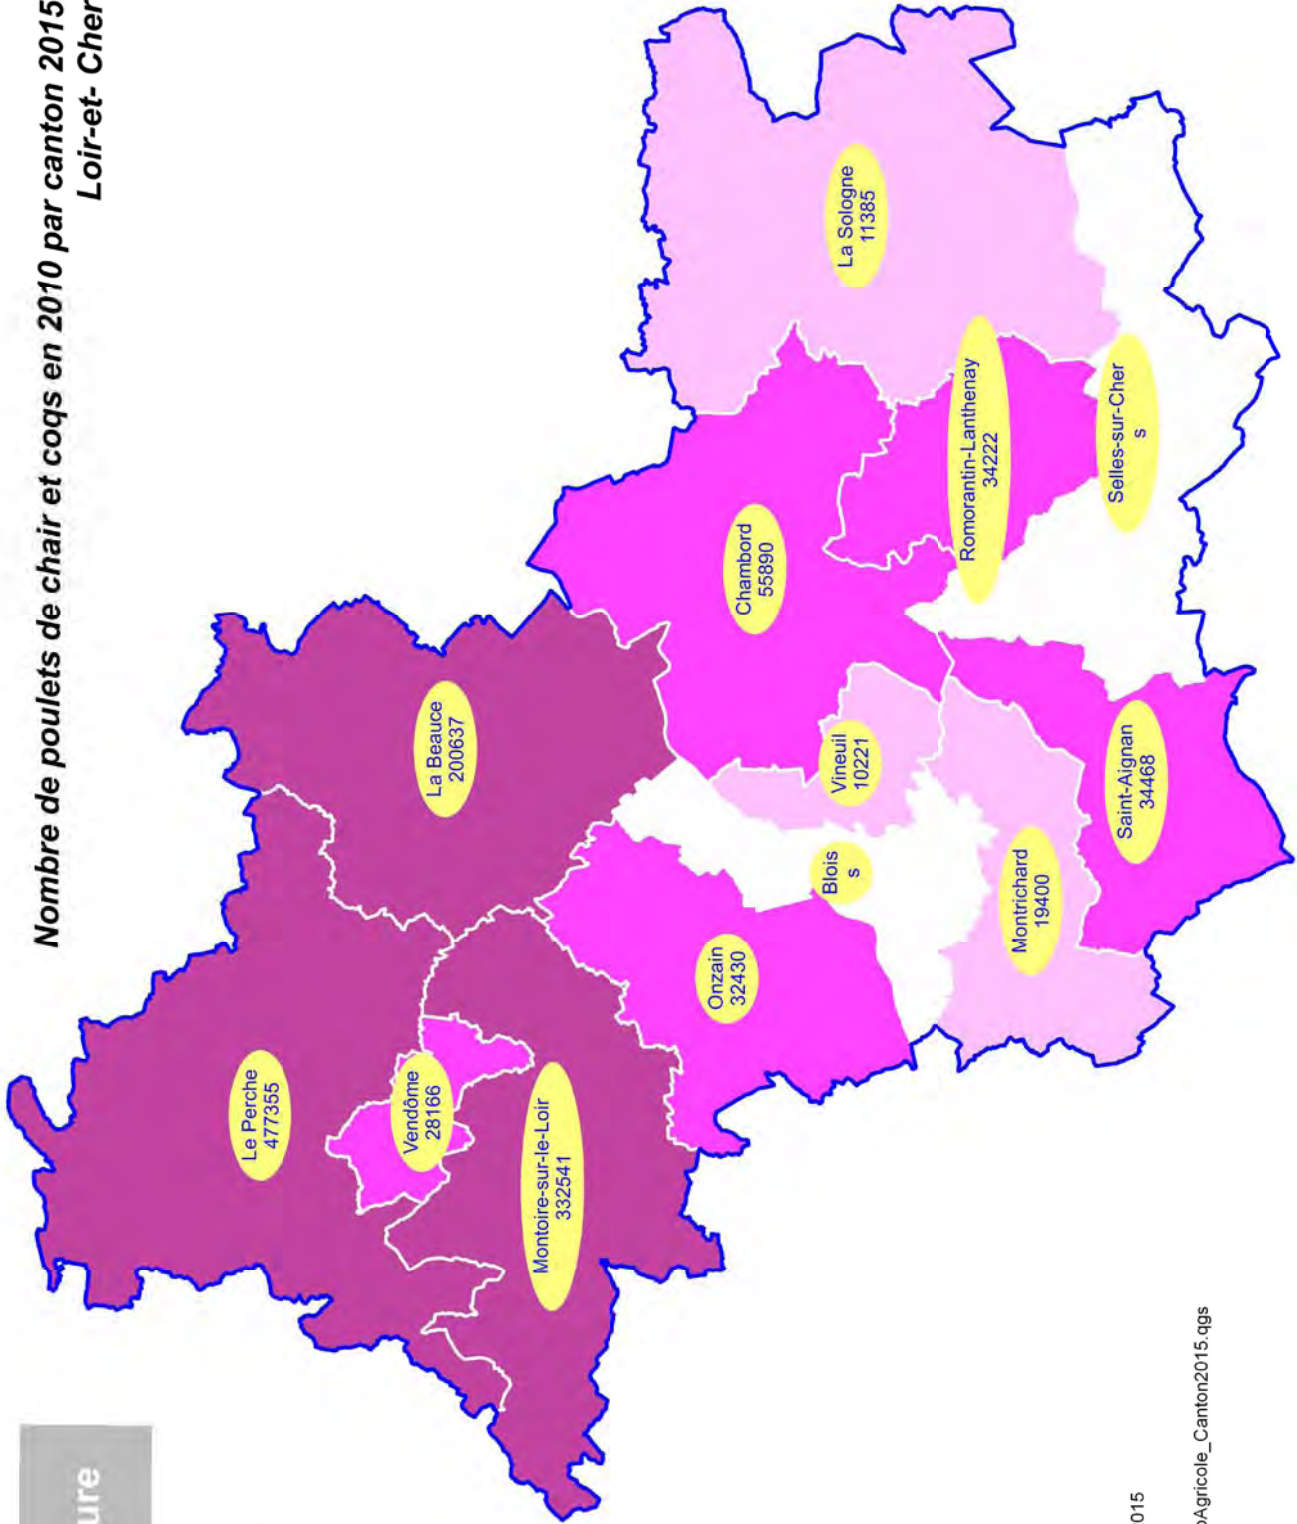 Nombre de poulets de chair et coqs en 2010 par canton 2015
Loir-et- Cher
ure
Le Perche
477355
La Beauce
200637
Vendôme
28166
Montoire-sur-le-Loir
332541
Onzain
32430
Chambord
55890
Vineuil
10221
Blois
s
La Sologne
11385
Romorantin-Lanthenay
34222
Montrichard
19400
Saint-Aignan
34468
Selles-sur-Cher
s
015
Agricole_Canton2015.qgs